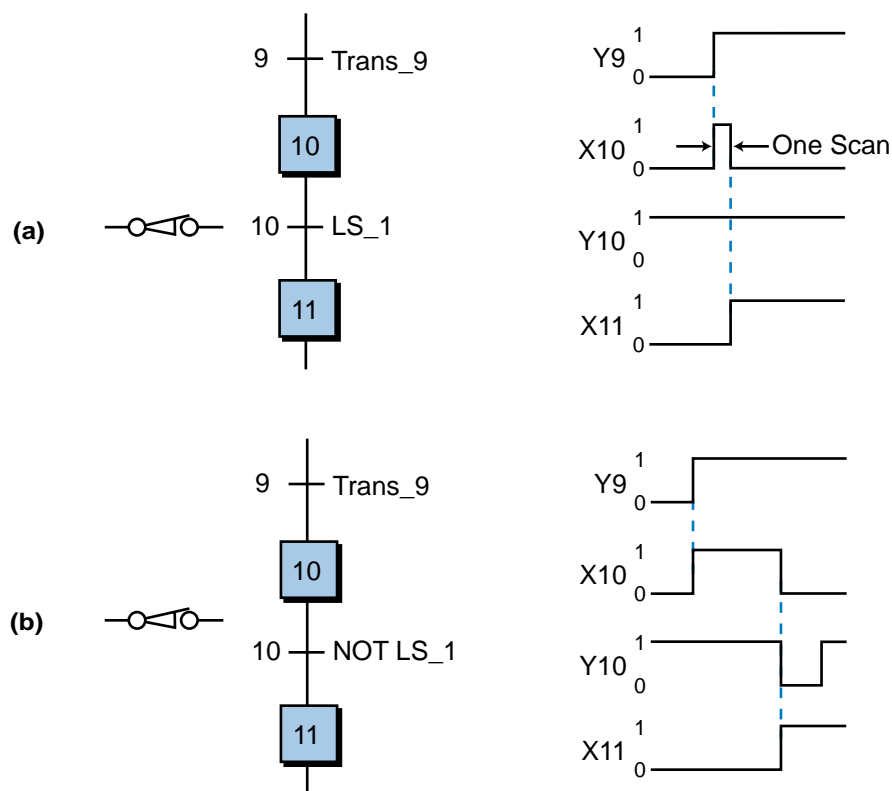 (a)
9 Trans_9
10
10 LS_1
11
Y9 1 0
X10 1 0 One Scan
Y10 1 0
X11 1 0
(b)
9 Trans_9
10
10 NOT LS_1
11
Y9 1 0
X10 1 0
Y10 1 0
X11 1 0